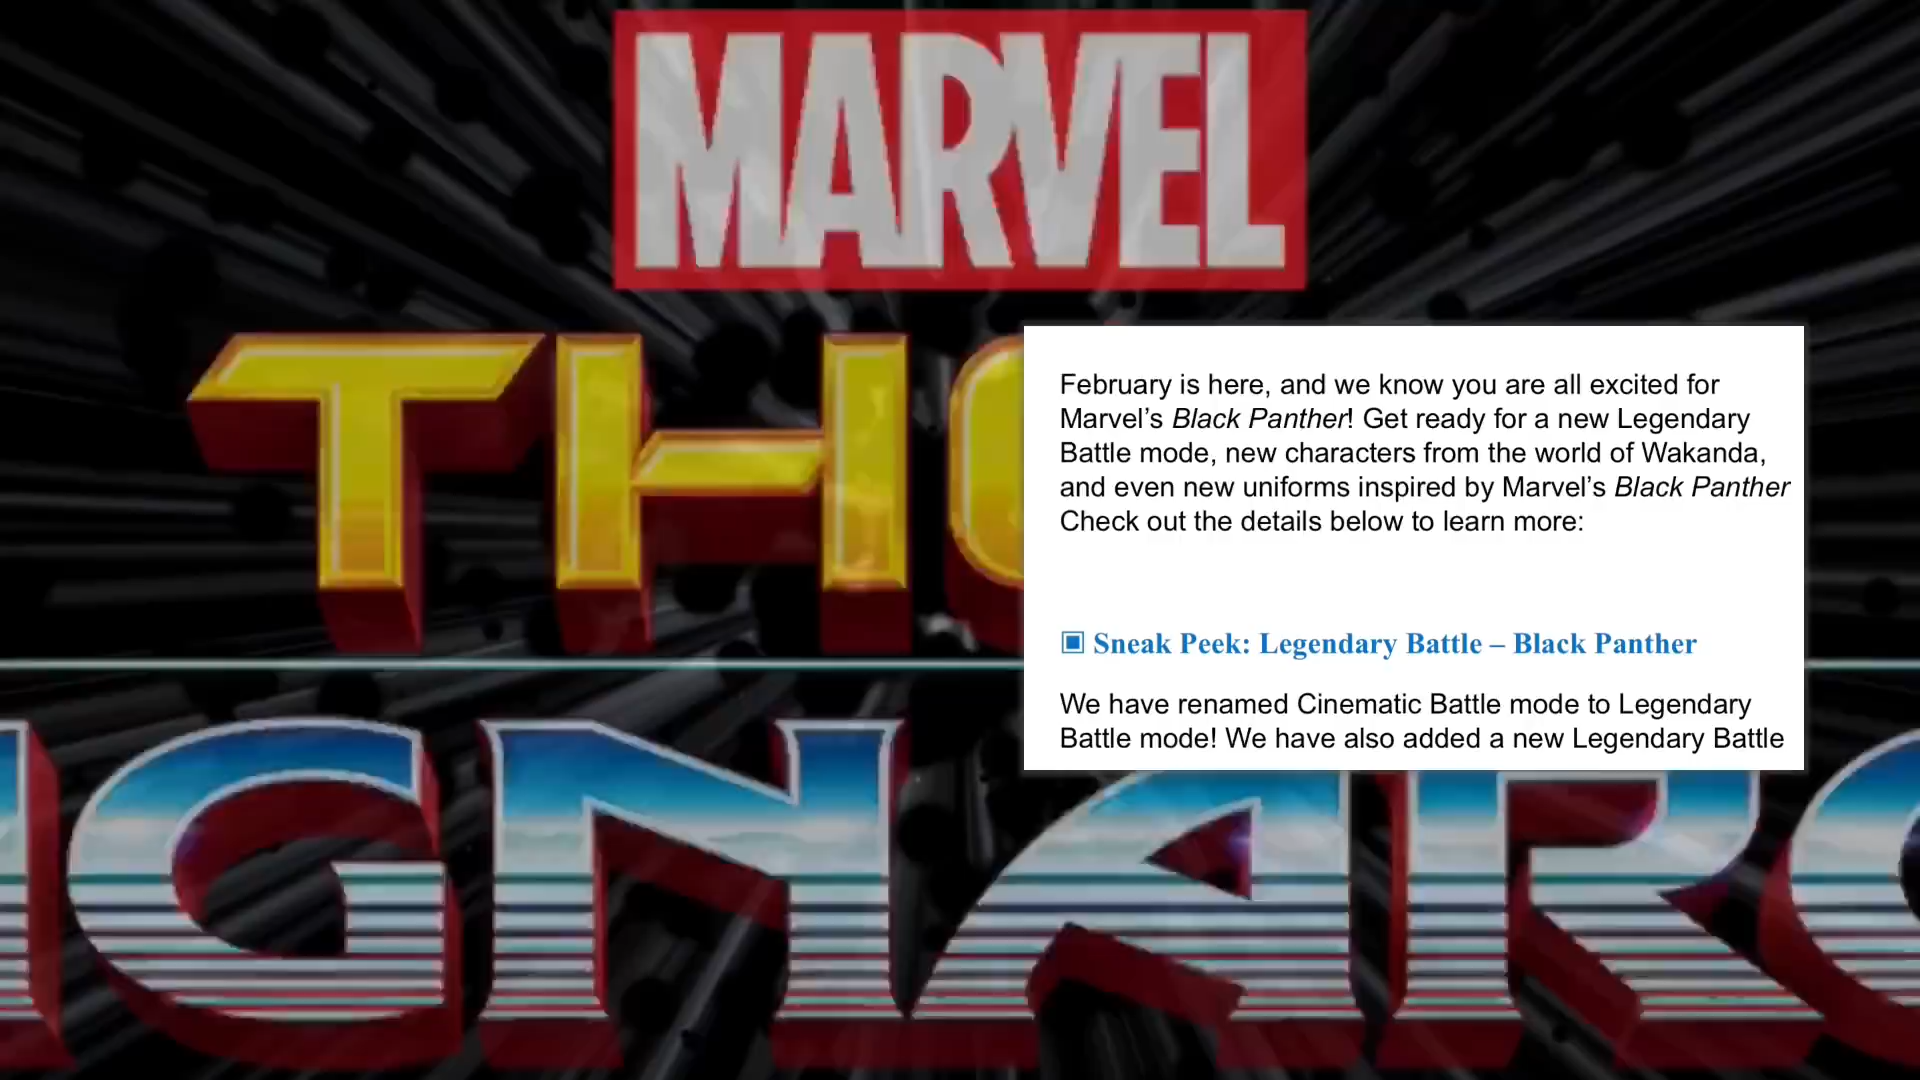 MARVEL
THO
February is here, and we know you are all excited for
Marvel’s Black Panther! Get ready for a new Legendary
Battle mode, new characters from the world of Wakanda,
and even new uniforms inspired by Marvel’s Black Panther
Check out the details below to learn more:
▣ Sneak Peek: Legendary Battle – Black Panther
We have renamed Cinematic Battle mode to Legendary
Battle mode! We have also added a new Legendary Battle
GNARO